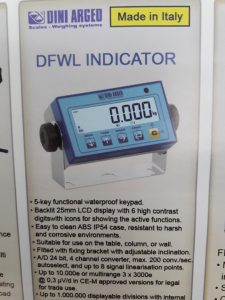 DINI ARGEO
Scales - Weighing systems
Made in Italy
DFWL INDICATOR
0.000
kg
• 5-key functional waterproof keypad.
• Backlit 25mm LCD display with 6 high contrast
digitswith icons for showing the active functions.
• Easy to clean ABS IP54 case, resistant to harsh
and corrosive environments.
• Suitable for use on the table, column, or wall.
• Fitted with fixing bracket with adjustable inclination.
• A/D 24 bit, 4 channel converter, max. 200 conv./sec
autoselect, and up to 8 signal linearisation points.
• Up to 10.000e or multirange 3 x 3000e
@ 0,3 µV/d in CE-M approved versions for legal
for trade use.
• Up to 1.000.000 displayable divisions with internal